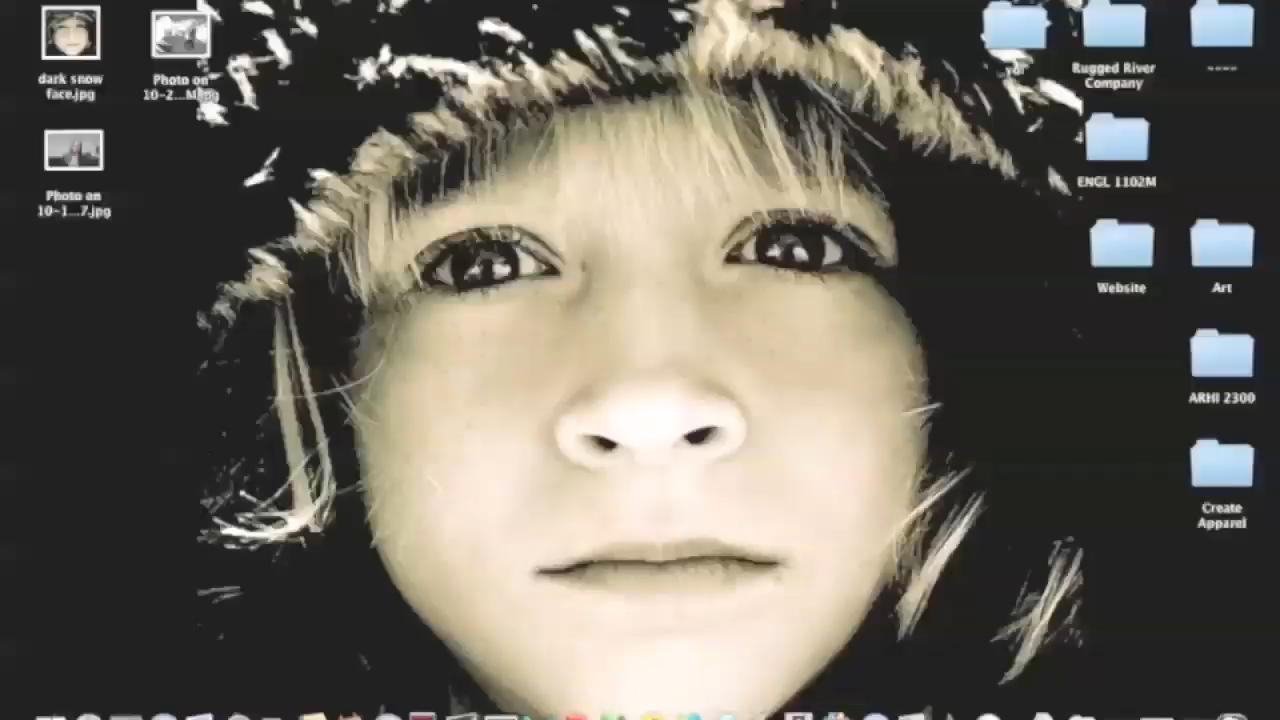 dark snow
face.jpg
Photo on
Photo on
10-1...7.jpg
Rugged River
Company
----
ENGL 1102M
Website
Art
ARHI 2300
Create
Apparel